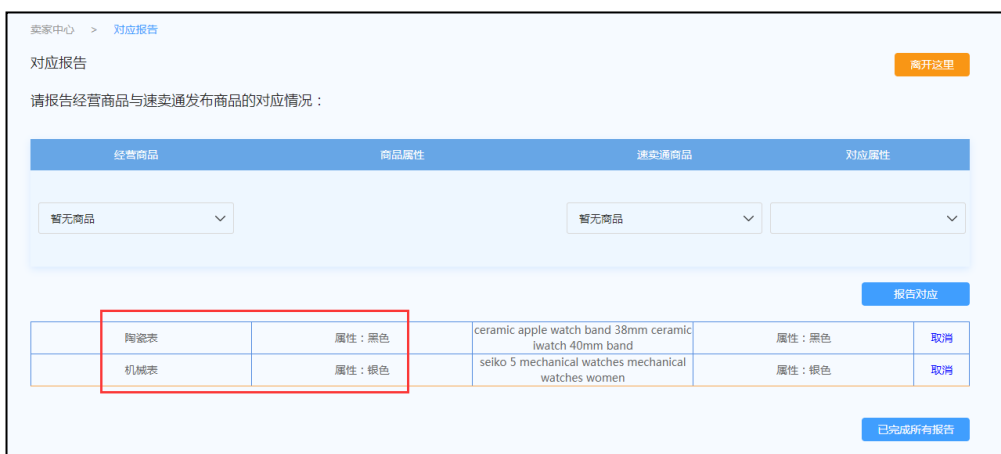 卖家中心 > 对应报告
对应报告
离开这里
请报告经营商品与速卖通发布商品的对应情况：
经营商品 商品属性 速卖通商品 对应属性
暂无商品 暂无商品
报告对应
陶瓷表 属性：黑色 ceramic apple watch band 38mm ceramic iwatch 40mm band 属性：黑色 取消
机械表 属性：银色 seiko 5 mechanical watches mechanical watches women 属性：银色 取消
已完成所有报告